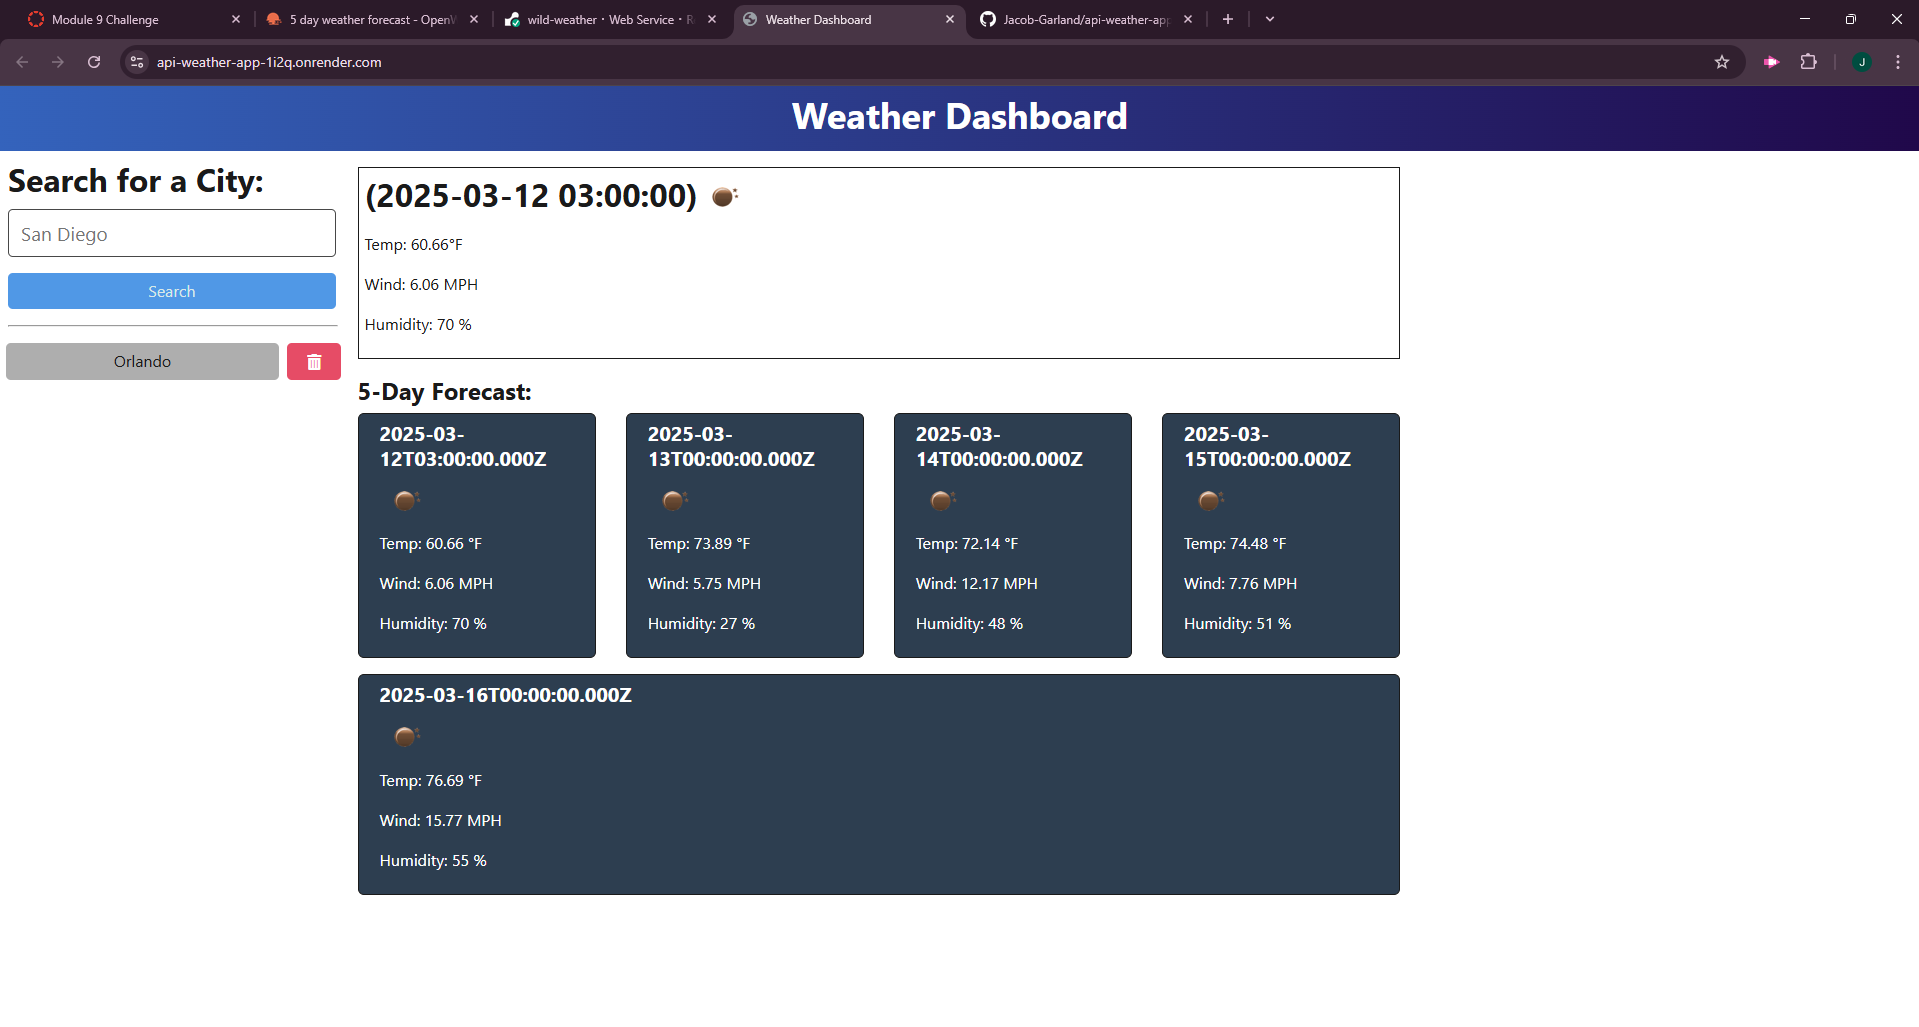 Module 9 Challenge
5 day weather forecast - OpenW
wild-weather · Web Service · R
Weather Dashboard
Jacob-Garland/api-weather-app
api-weather-app-1i2q.onrender.com
J
Weather Dashboard
Search for a City:
San Diego
Search
Orlando
(2025-03-12 03:00:00)
Temp: 60.66°F
Wind: 6.06 MPH
Humidity: 70 %
5-Day Forecast:
2025-03-
12T03:00:00.000Z
Temp: 60.66 °F
Wind: 6.06 MPH
Humidity: 70 %
2025-03-
13T00:00:00.000Z
Temp: 73.89 °F
Wind: 5.75 MPH
Humidity: 27 %
2025-03-
14T00:00:00.000Z
Temp: 72.14 °F
Wind: 12.17 MPH
Humidity: 48 %
2025-03-
15T00:00:00.000Z
Temp: 74.48 °F
Wind: 7.76 MPH
Humidity: 51 %
2025-03-16T00:00:00.000Z
Temp: 76.69 °F
Wind: 15.77 MPH
Humidity: 55 %